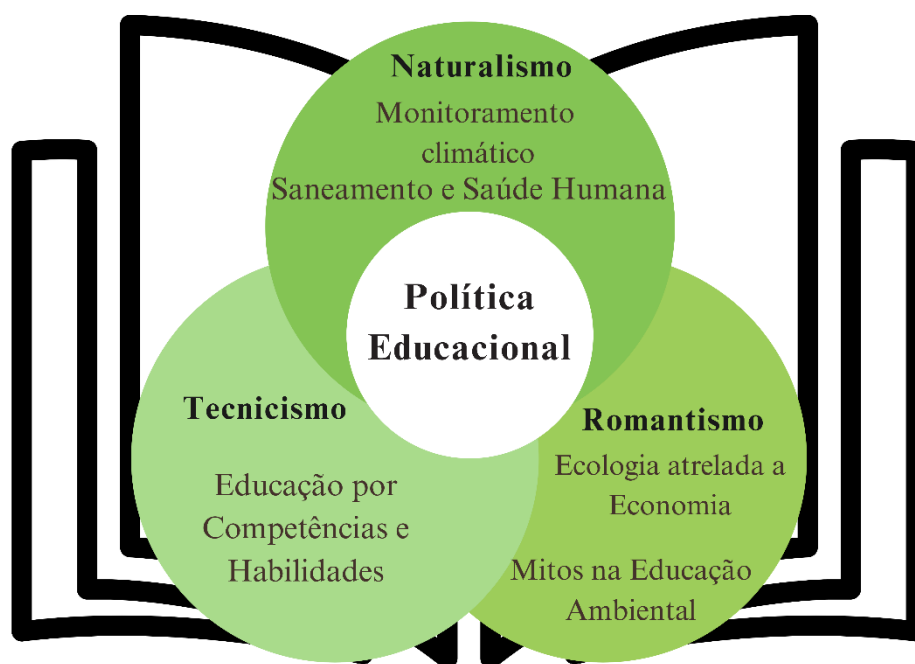 Naturalismo
Monitoramento
climático
Saneamento e Saúde Humana
Política
Educacional
Tecnicismo
Educação por
Competências e
Habilidades
Romantismo
Ecologia atrelada a
Economia
Mitos na Educação
Ambiental